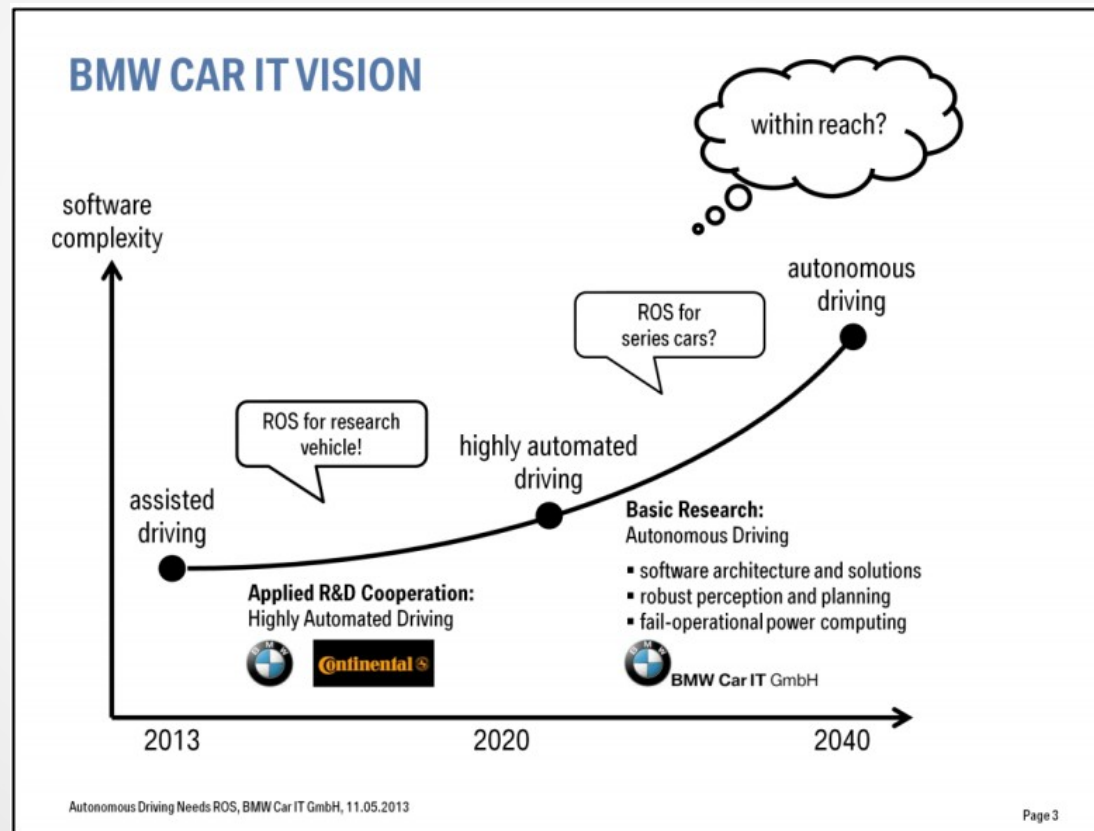 BMW CAR IT VISION
within reach?
software
complexity
autonomous
driving
ROS for
series cars?
ROS for research
vehicle!
highly automated
driving
assisted
driving
Basic Research:
Autonomous Driving
▪ software architecture and solutions
▪ robust perception and planning
▪ fail-operational power computing
Applied R&D Cooperation:
Highly Automated Driving
BMW
Continental
BMW
BMW Car IT GmbH
2013
2020
2040
Autonomous Driving Needs ROS, BMW Car IT GmbH, 11.05.2013
Page 3